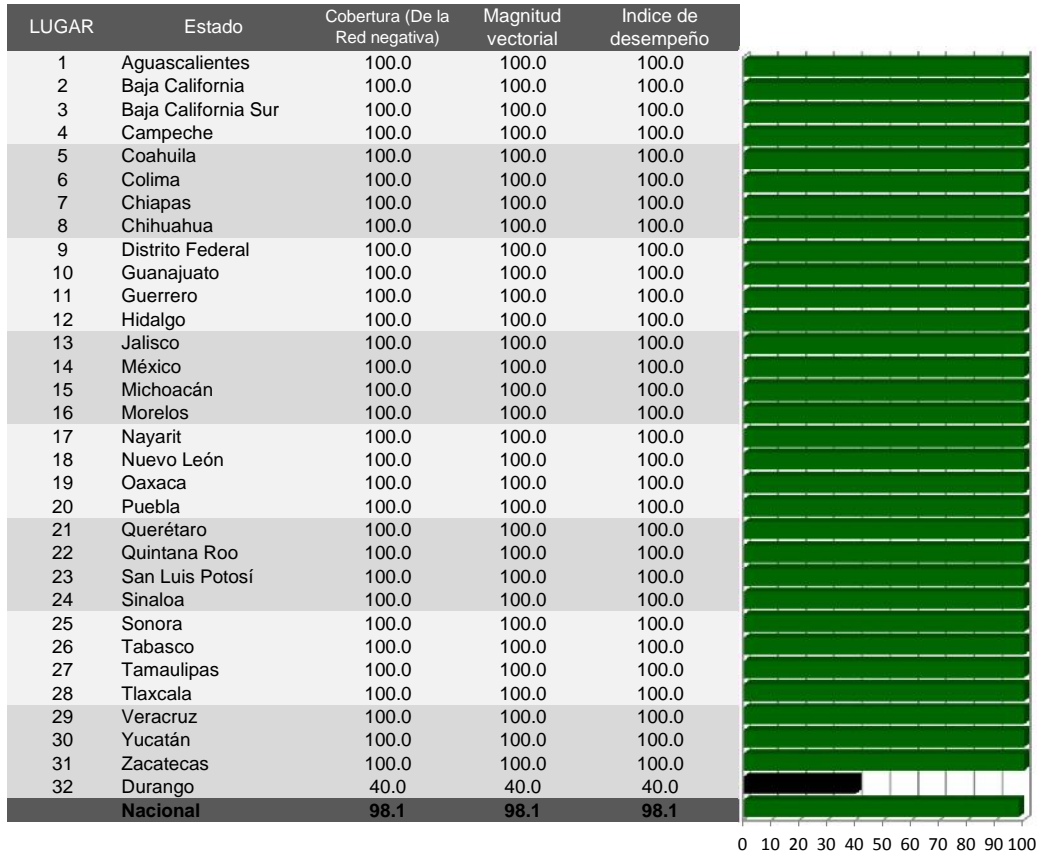 LUGAR Estado Cobertura (De la Red negativa) Magnitud vectorial Indice de desempeño
1 Aguascalientes 100.0 100.0 100.0
2 Baja California 100.0 100.0 100.0
3 Baja California Sur 100.0 100.0 100.0
4 Campeche 100.0 100.0 100.0
5 Coahuila 100.0 100.0 100.0
6 Colima 100.0 100.0 100.0
7 Chiapas 100.0 100.0 100.0
8 Chihuahua 100.0 100.0 100.0
9 Distrito Federal 100.0 100.0 100.0
10 Guanajuato 100.0 100.0 100.0
11 Guerrero 100.0 100.0 100.0
12 Hidalgo 100.0 100.0 100.0
13 Jalisco 100.0 100.0 100.0
14 México 100.0 100.0 100.0
15 Michoacán 100.0 100.0 100.0
16 Morelos 100.0 100.0 100.0
17 Nayarit 100.0 100.0 100.0
18 Nuevo León 100.0 100.0 100.0
19 Oaxaca 100.0 100.0 100.0
20 Puebla 100.0 100.0 100.0
21 Querétaro 100.0 100.0 100.0
22 Quintana Roo 100.0 100.0 100.0
23 San Luis Potosí 100.0 100.0 100.0
24 Sinaloa 100.0 100.0 100.0
25 Sonora 100.0 100.0 100.0
26 Tabasco 100.0 100.0 100.0
27 Tamaulipas 100.0 100.0 100.0
28 Tlaxcala 100.0 100.0 100.0
29 Veracruz 100.0 100.0 100.0
30 Yucatán 100.0 100.0 100.0
31 Zacatecas 100.0 100.0 100.0
32 Durango 40.0 40.0 40.0
Nacional 98.1 98.1 98.1
0 10 20 30 40 50 60 70 80 90 100